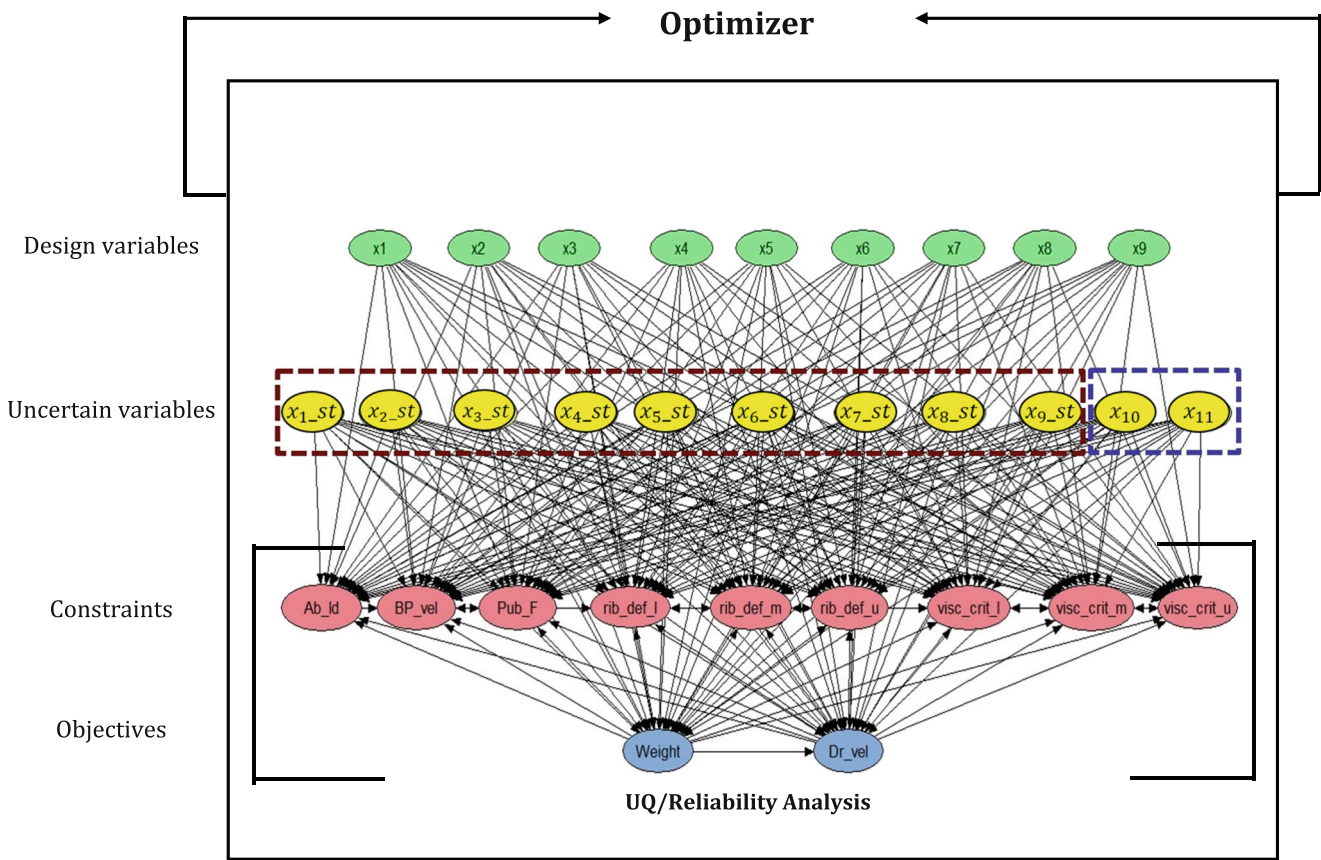 Optimizer
Design variables
x1 x2 x3 x4 x5 x6 x7 x8 x9
Uncertain variables
x₁_st x₂_st x₃_st x₄_st x₅_st x₆_st x₇_st x₈_st x₉_st x₁₀ x₁₁
Constraints
Ab_ld BP_vel Pub_F rib_def_l rib_def_m rib_def_u visc_crit_l visc_crit_m visc_crit_u
Objectives
Weight Dr_vel
UQ/Reliability Analysis